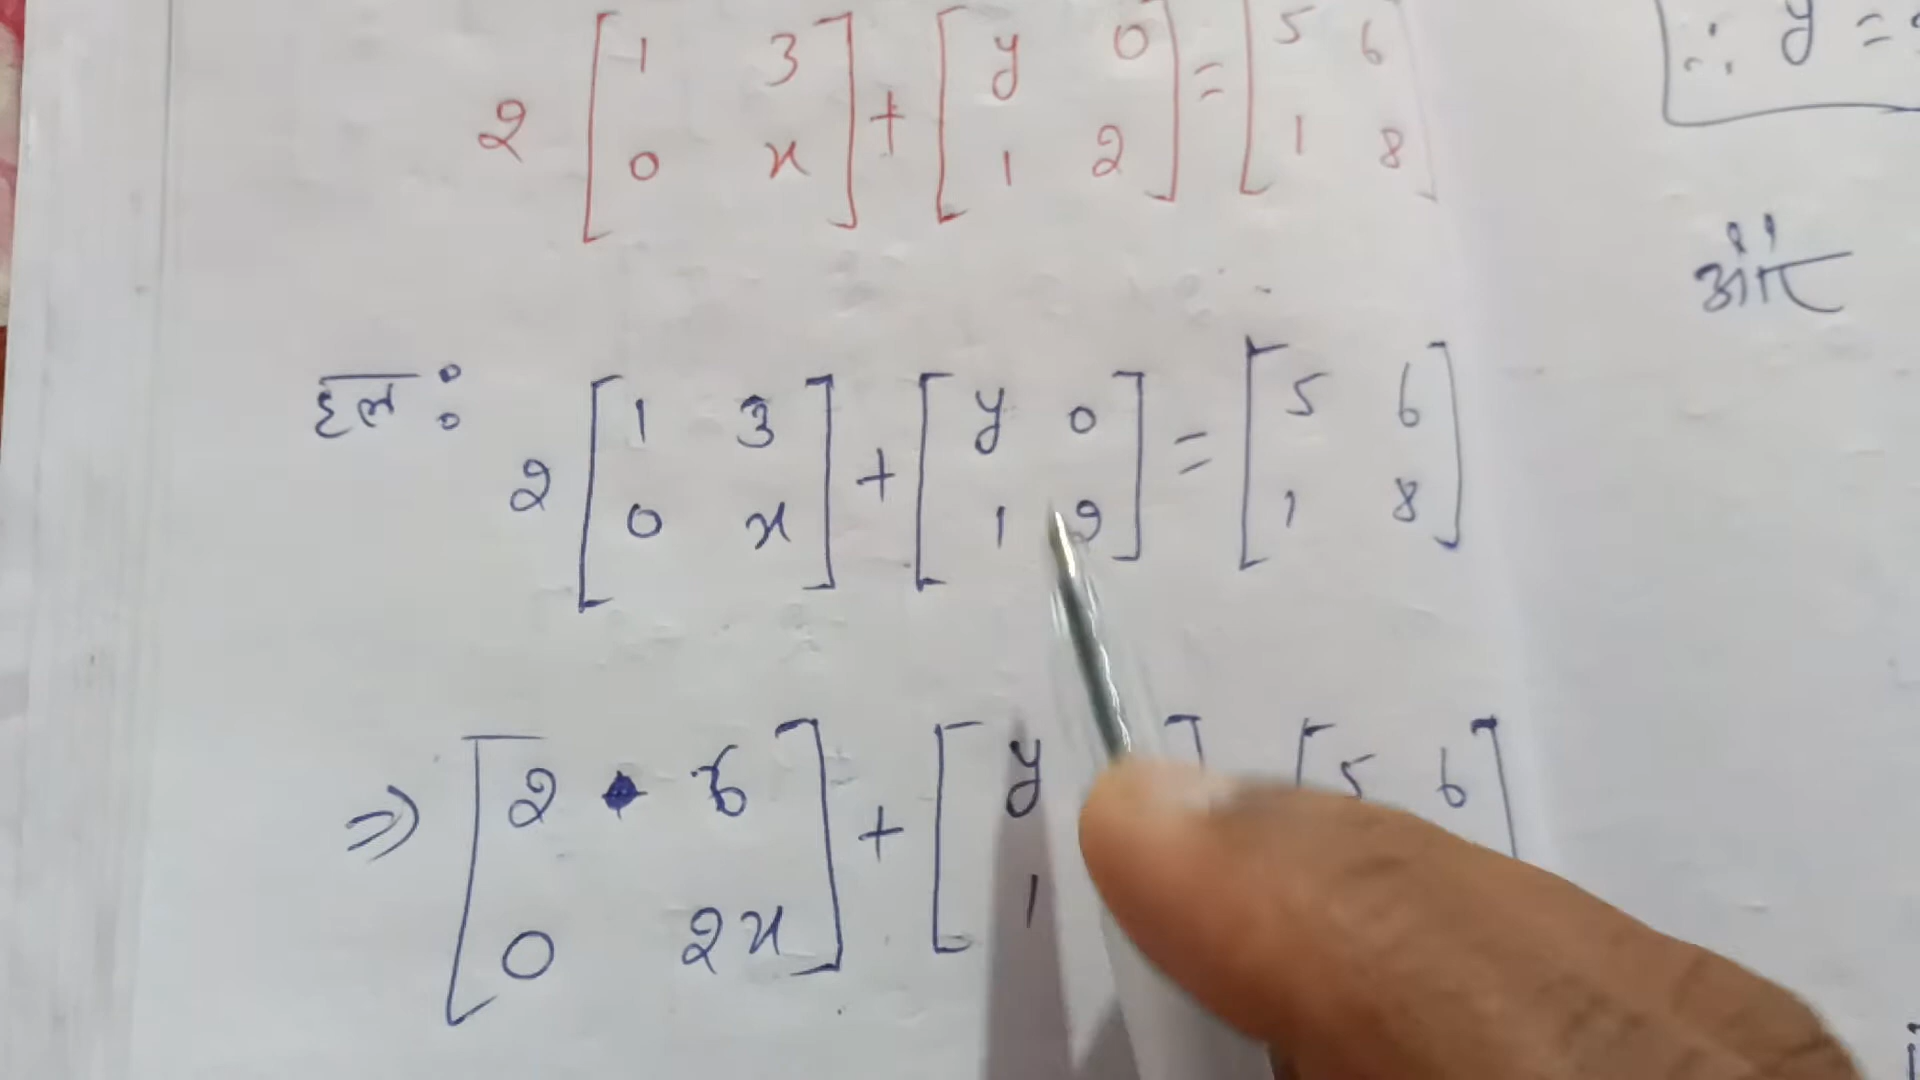 2 [1 3 0 x] + [y 0 1 2] = [5 6 1 8]
हल : 2 [1 3 0 x] + [y 0 1 2] = [5 6 1 8]
⇒ [2 6 0 2x] + [y 1] [5 6]
∴ y =
और